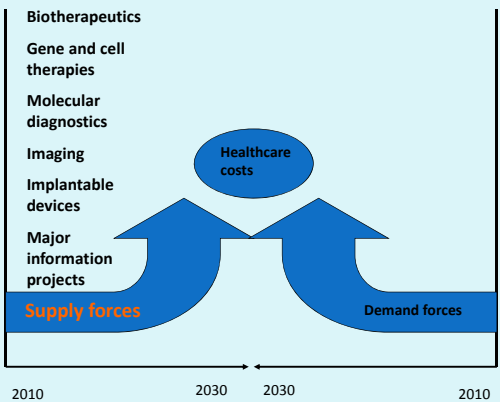 Biotherapeutics
Gene and cell
therapies
Molecular
diagnostics
Imaging
Implantable
devices
Major
information
projects
Healthcare
costs
Supply forces
Demand forces
2010
2030
2030
2010